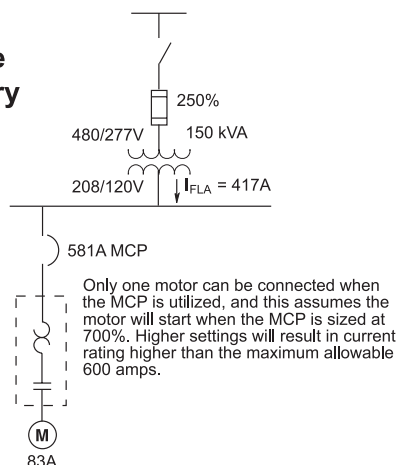 e
ry
250%
480/277V 150 kVA
208/120V I_FLA = 417A
581A MCP
Only one motor can be connected when
the MCP is utilized, and this assumes the
motor will start when the MCP is sized at
700%. Higher settings will result in current
rating higher than the maximum allowable
600 amps.
M
83A